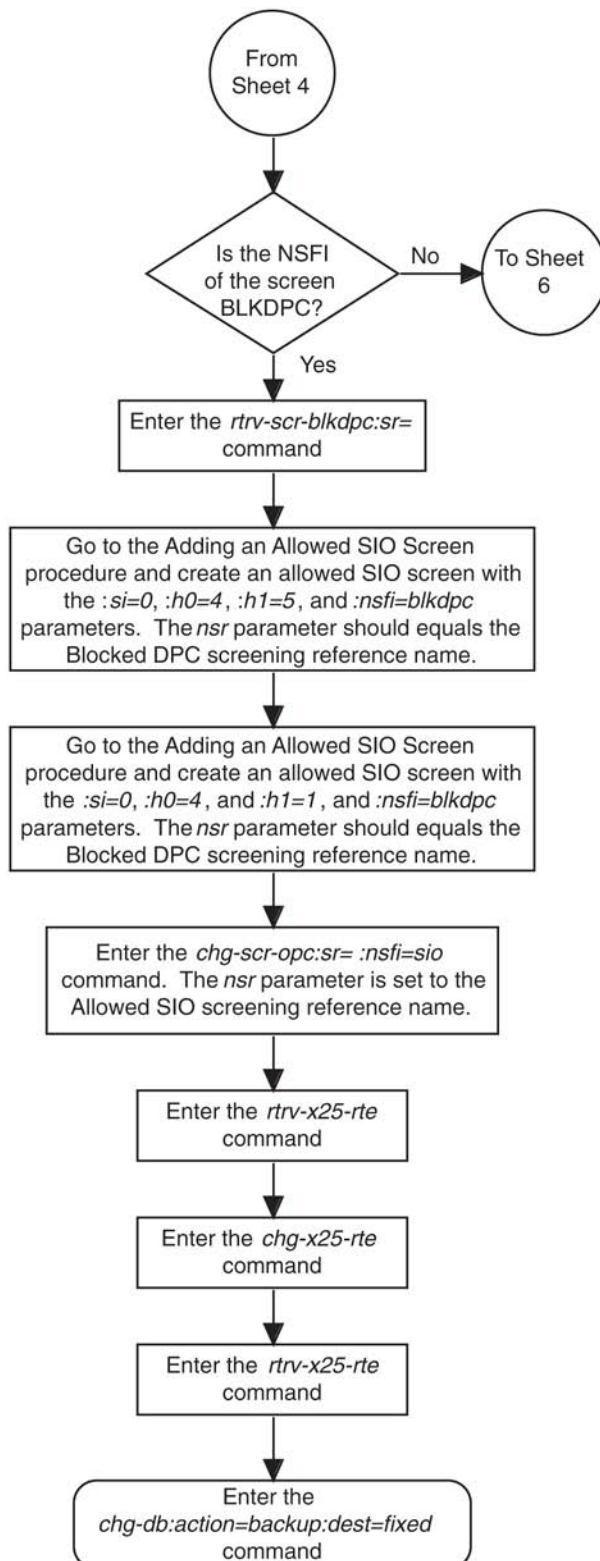 From
Sheet 4
Is the NSFI
of the screen
BLKDPC?
No
To Sheet
6
Yes
Enter the rtrv-scr-blkdpc:sr=
command
Go to the Adding an Allowed SIO Screen
procedure and create an allowed SIO screen with
the :si=0, :h0=4, :h1=5, and :nsfi=blkdpc
parameters. The nsr parameter should equals the
Blocked DPC screening reference name.
Go to the Adding an Allowed SIO Screen
procedure and create an allowed SIO screen with
the :si=0, :h0=4, and :h1=1, and :nsfi=blkdpc
parameters. The nsr parameter should equals the
Blocked DPC screening reference name.
Enter the chg-scr-opc:sr= :nsfi=sio
command. The nsr parameter is set to the
Allowed SIO screening reference name.
Enter the rtrv-x25-rte
command
Enter the chg-x25-rte
command
Enter the rtrv-x25-rte
command
Enter the
chg-db:action=backup:dest=fixed
command